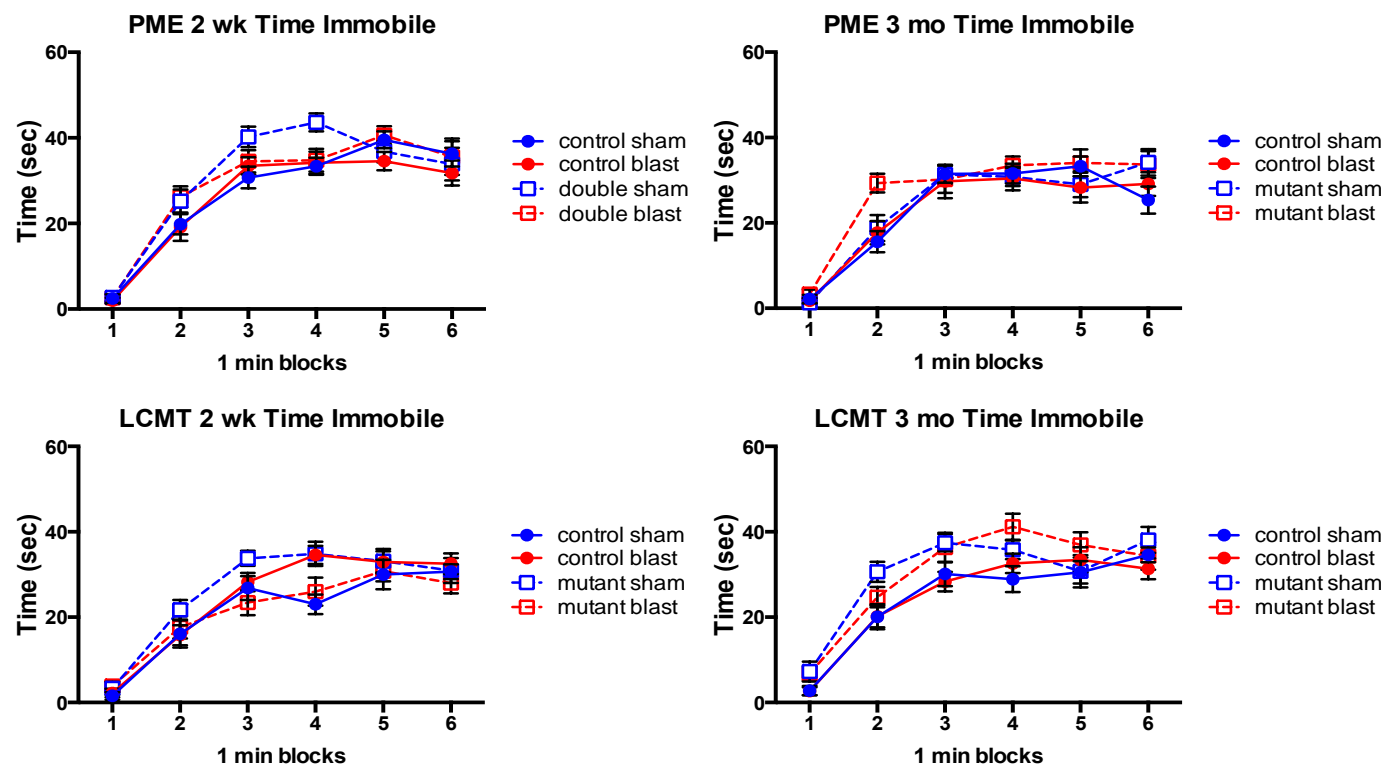 PME 2 wk Time Immobile
Time (sec)
60
40
20
0
1 2 3 4 5 6
1 min blocks
control sham
control blast
double sham
double blast
PME 3 mo Time Immobile
Time (sec)
60
40
20
0
1 2 3 4 5 6
1 min blocks
control sham
control blast
mutant sham
mutant blast
LCMT 2 wk Time Immobile
Time (sec)
60
40
20
0
1 2 3 4 5 6
1 min blocks
control sham
control blast
mutant sham
mutant blast
LCMT 3 mo Time Immobile
Time (sec)
60
40
20
0
1 2 3 4 5 6
1 min blocks
control sham
control blast
mutant sham
mutant blast